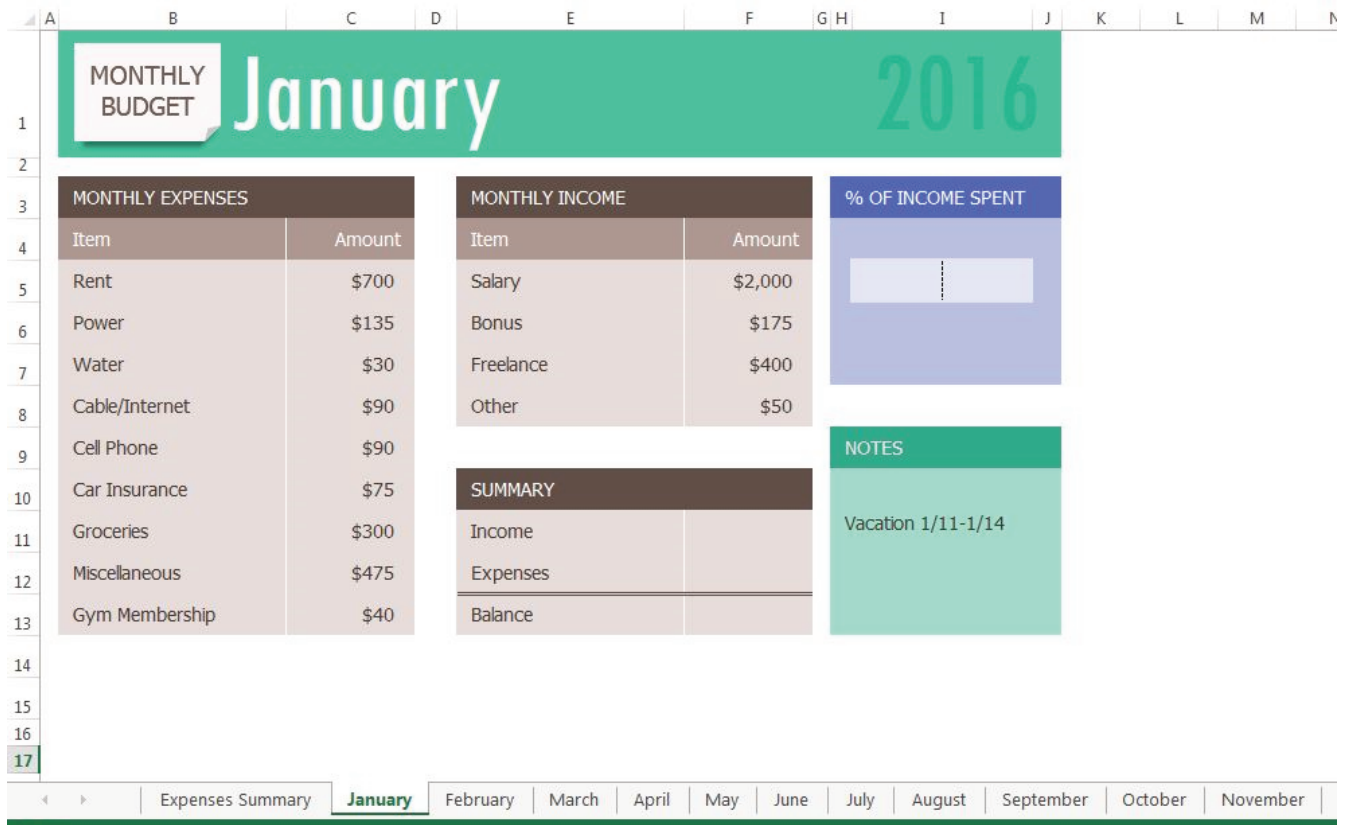 A B C D E F G H I J K L M N
MONTHLY
BUDGET
January
2016
1
2
3 MONTHLY EXPENSES MONTHLY INCOME % OF INCOME SPENT
4 Item Amount Item Amount
5 Rent $700 Salary $2,000
6 Power $135 Bonus $175
7 Water $30 Freelance $400
8 Cable/Internet $90 Other $50
9 Cell Phone $90 NOTES
10 Car Insurance $75 SUMMARY
11 Groceries $300 Income Vacation 1/11-1/14
12 Miscellaneous $475 Expenses
13 Gym Membership $40 Balance
14
15
16
17
Expenses Summary January February March April May June July August September October November